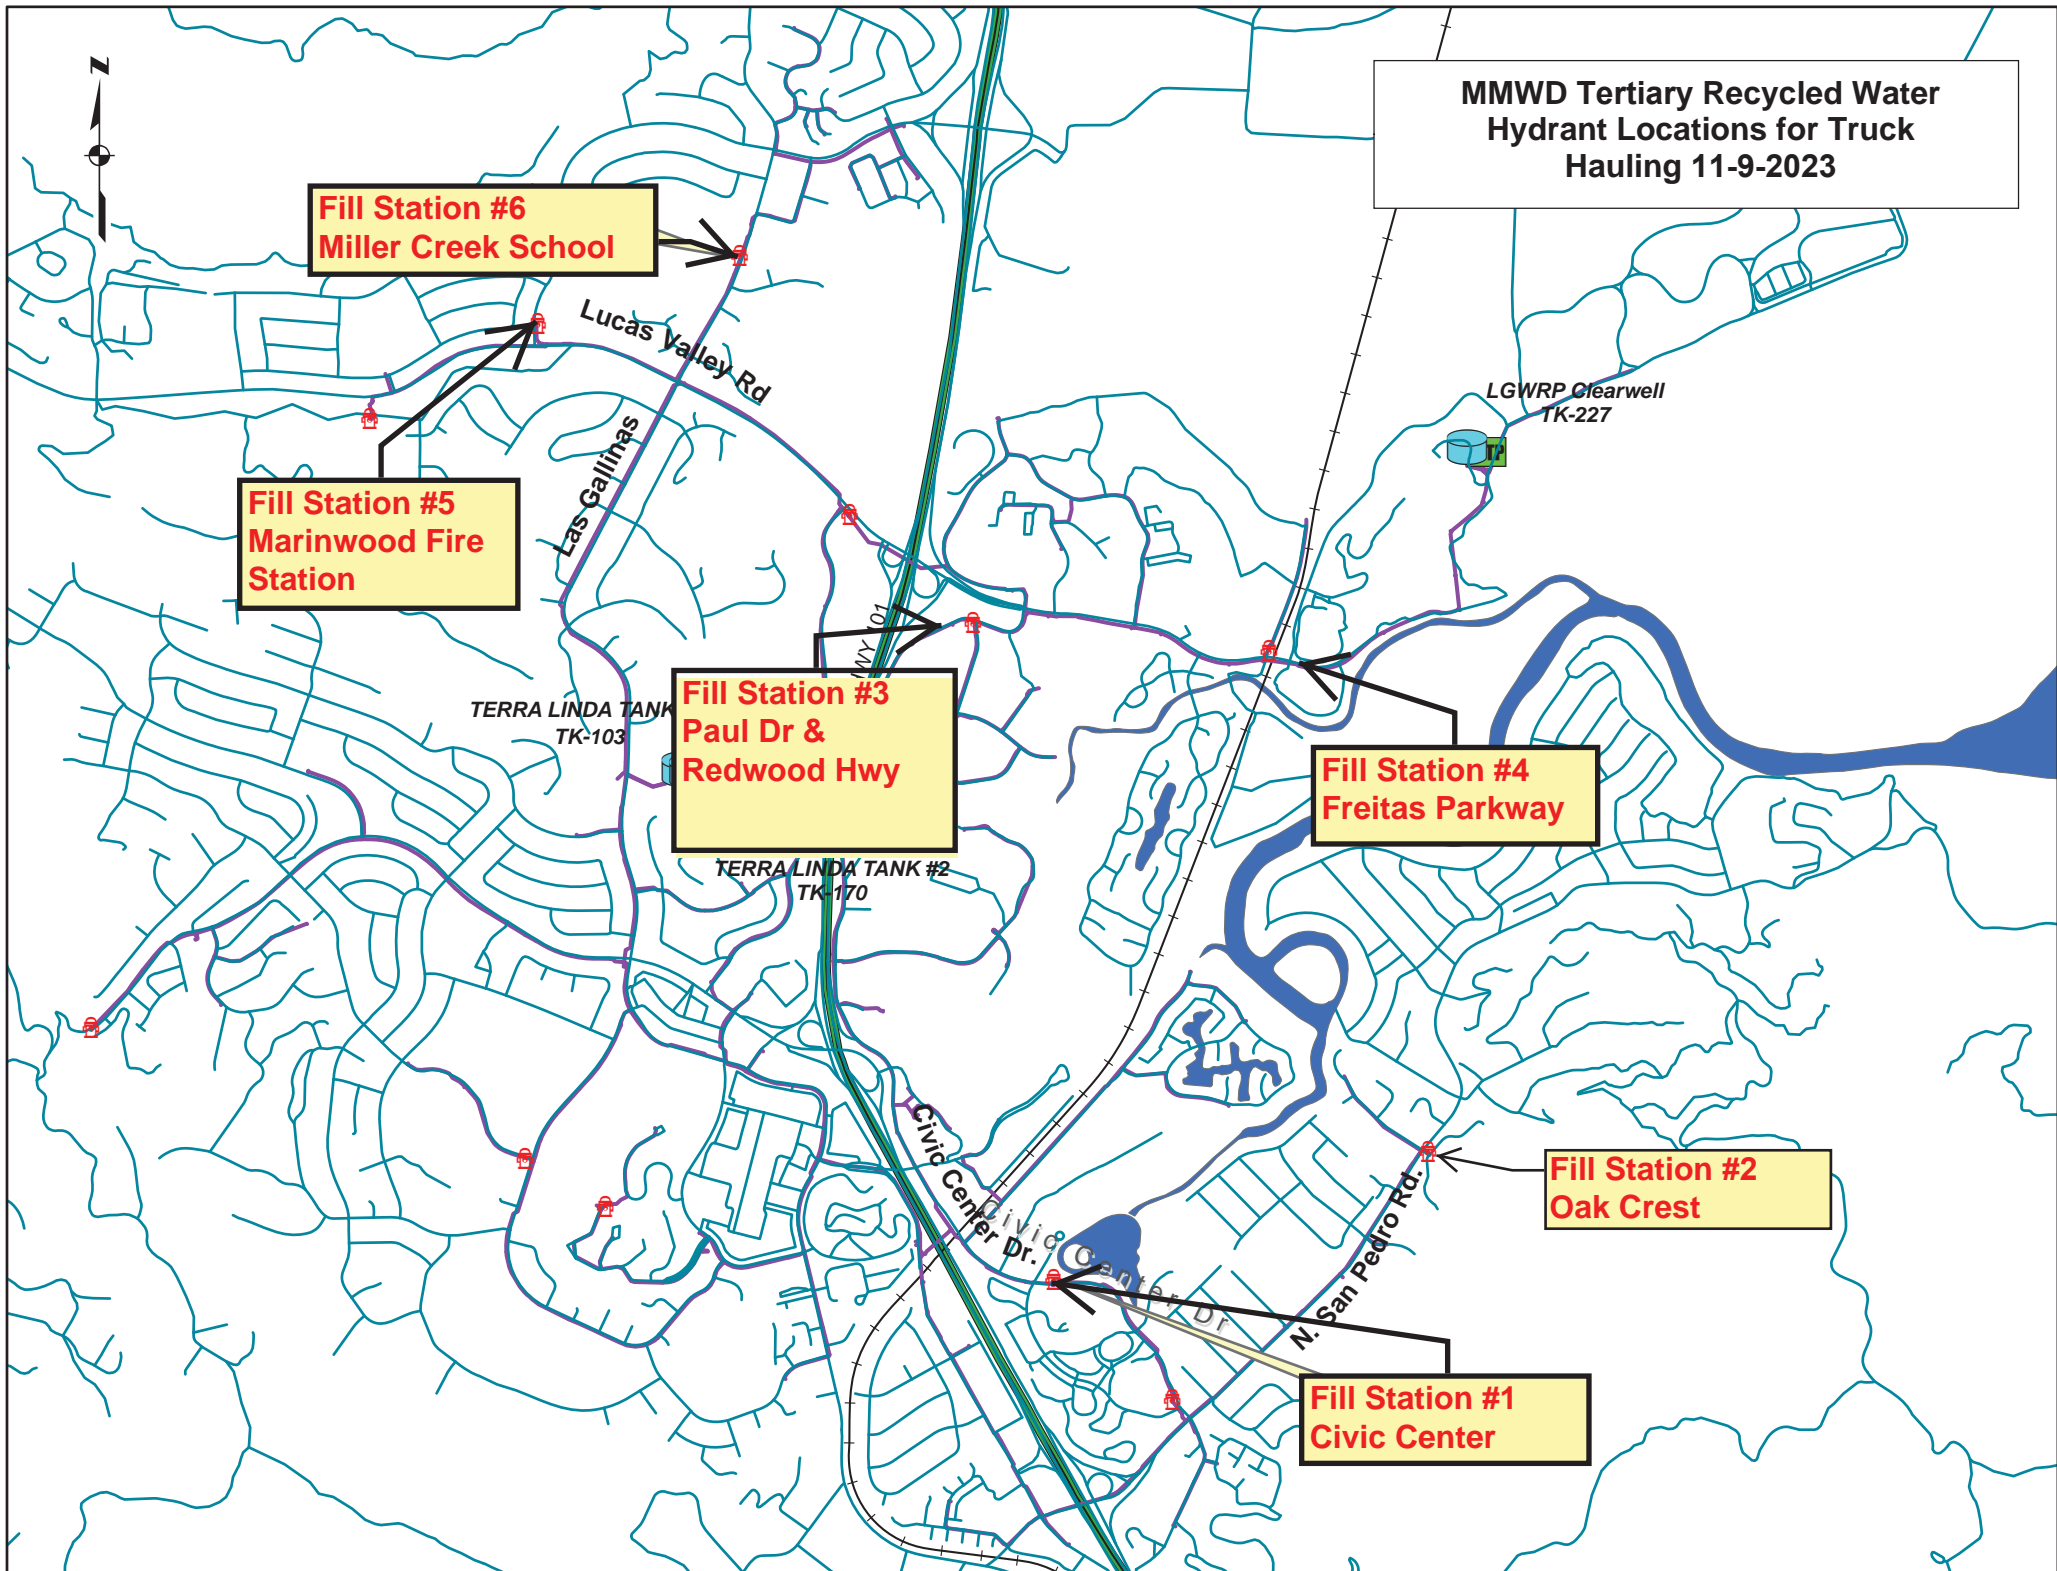 Z
MMWD Tertiary Recycled Water
Hydrant Locations for Truck
Hauling 11-9-2023
Fill Station #6
Miller Creek School
Lucas Valley Rd
LGWRP Clearwell
TK-227
TP
Las Gallinas
Fill Station #5
Marinwood Fire
Station
HWY 101
TERRA LINDA TANK
TK-103
Fill Station #3
Paul Dr &
Redwood Hwy
Fill Station #4
Freitas Parkway
TERRA LINDA TANK #2
TK-170
Civic Center Dr.
Civic Center Dr
Fill Station #2
Oak Crest
N. San Pedro Rd.
Fill Station #1
Civic Center